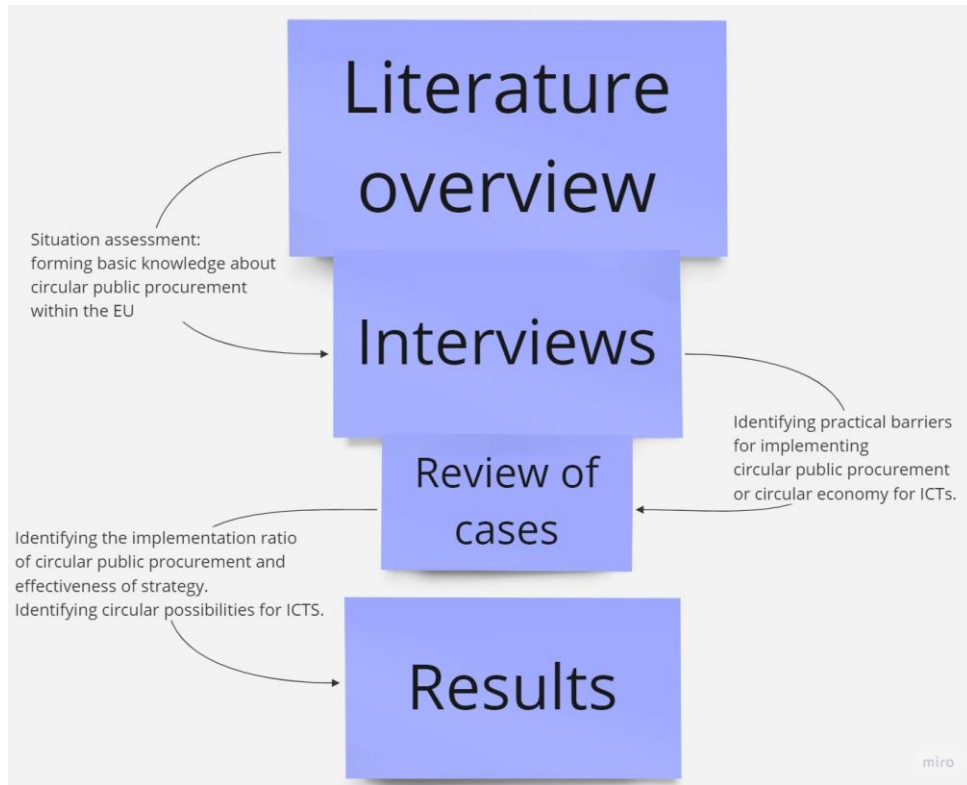 Literature
overview
Situation assessment:
forming basic knowledge about
circular public procurement
within the EU
Interviews
Identifying practical barriers
for implementing
circular public procurement
or circular economy for ICTs.
Review of
cases
Identifying the implementation ratio
of circular public procurement and
effectiveness of strategy.
Identifying circular possibilities for ICTS.
Results
miro